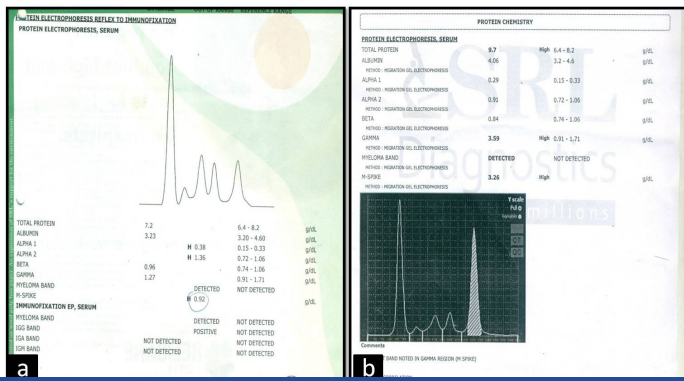 PROTEIN ELECTROPHORESIS REFLEX TO IMMUNOFIXATION
PROTEIN ELECTROPHORESIS, SERUM
TOTAL PROTEIN 7.2 6.4 - 8.2 g/dL
ALBUMIN 3.23 3.20 - 4.60 g/dL
ALPHA 1 H 0.38 0.15 - 0.33 g/dL
ALPHA 2 H 1.36 0.72 - 1.06 g/dL
BETA 0.96 0.74 - 1.06 g/dL
GAMMA 1.27 0.91 - 1.71 g/dL
MYELOMA BAND DETECTED NOT DETECTED
M-SPIKE H 0.92 g/dL
IMMUNOFIXATION EP, SERUM
MYELOMA BAND DETECTED NOT DETECTED
IGG BAND POSITIVE NOT DETECTED
IGA BAND NOT DETECTED NOT DETECTED
IGM BAND NOT DETECTED NOT DETECTED
a
PROTEIN CHEMISTRY
PROTEIN ELECTROPHORESIS, SERUM
TOTAL PROTEIN 9.7 High 6.4 - 8.2 g/dL
ALBUMIN 4.06 3.2 - 4.6 g/dL
METHOD : MIGRATION GEL ELECTROPHORESIS
ALPHA 1 0.29 0.15 - 0.33 g/dL
METHOD : MIGRATION GEL ELECTROPHORESIS
ALPHA 2 0.91 0.72 - 1.06 g/dL
METHOD : MIGRATION GEL ELECTROPHORESIS
BETA 0.84 0.74 - 1.06 g/dL
METHOD : MIGRATION GEL ELECTROPHORESIS
GAMMA 3.59 High 0.91 - 1.71 g/dL
METHOD : MIGRATION GEL ELECTROPHORESIS
MYELOMA BAND DETECTED NOT DETECTED
M-SPIKE 3.26 High g/dL
METHOD : MIGRATION GEL ELECTROPHORESIS
SRL
Diagnostics
millions
Y scale
Full
Variable
Comments
BAND NOTED IN GAMMA REGION (M SPIKE)
b